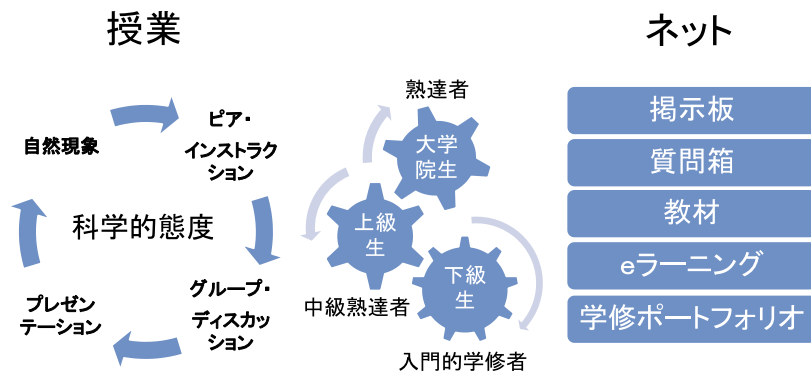 授業
自然現象
ピア・
インストラク
ション
科学的態度
グループ・
ディスカッ
ション
プレゼン
テーション
熟達者
大学
院生
上級
生
中級熟達者
下級
生
入門的学修者
ネット
掲示板
質問箱
教材
eラーニング
学修ポートフォリオ